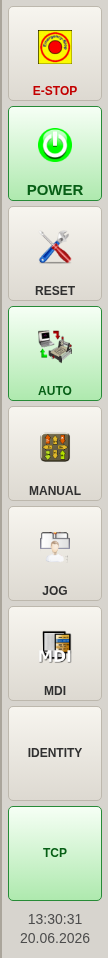 E-STOP
POWER
RESET
AUTO
MANUAL
JOG
MDI
MDI
IDENTITY
TCP
13:30:31
20.06.2026